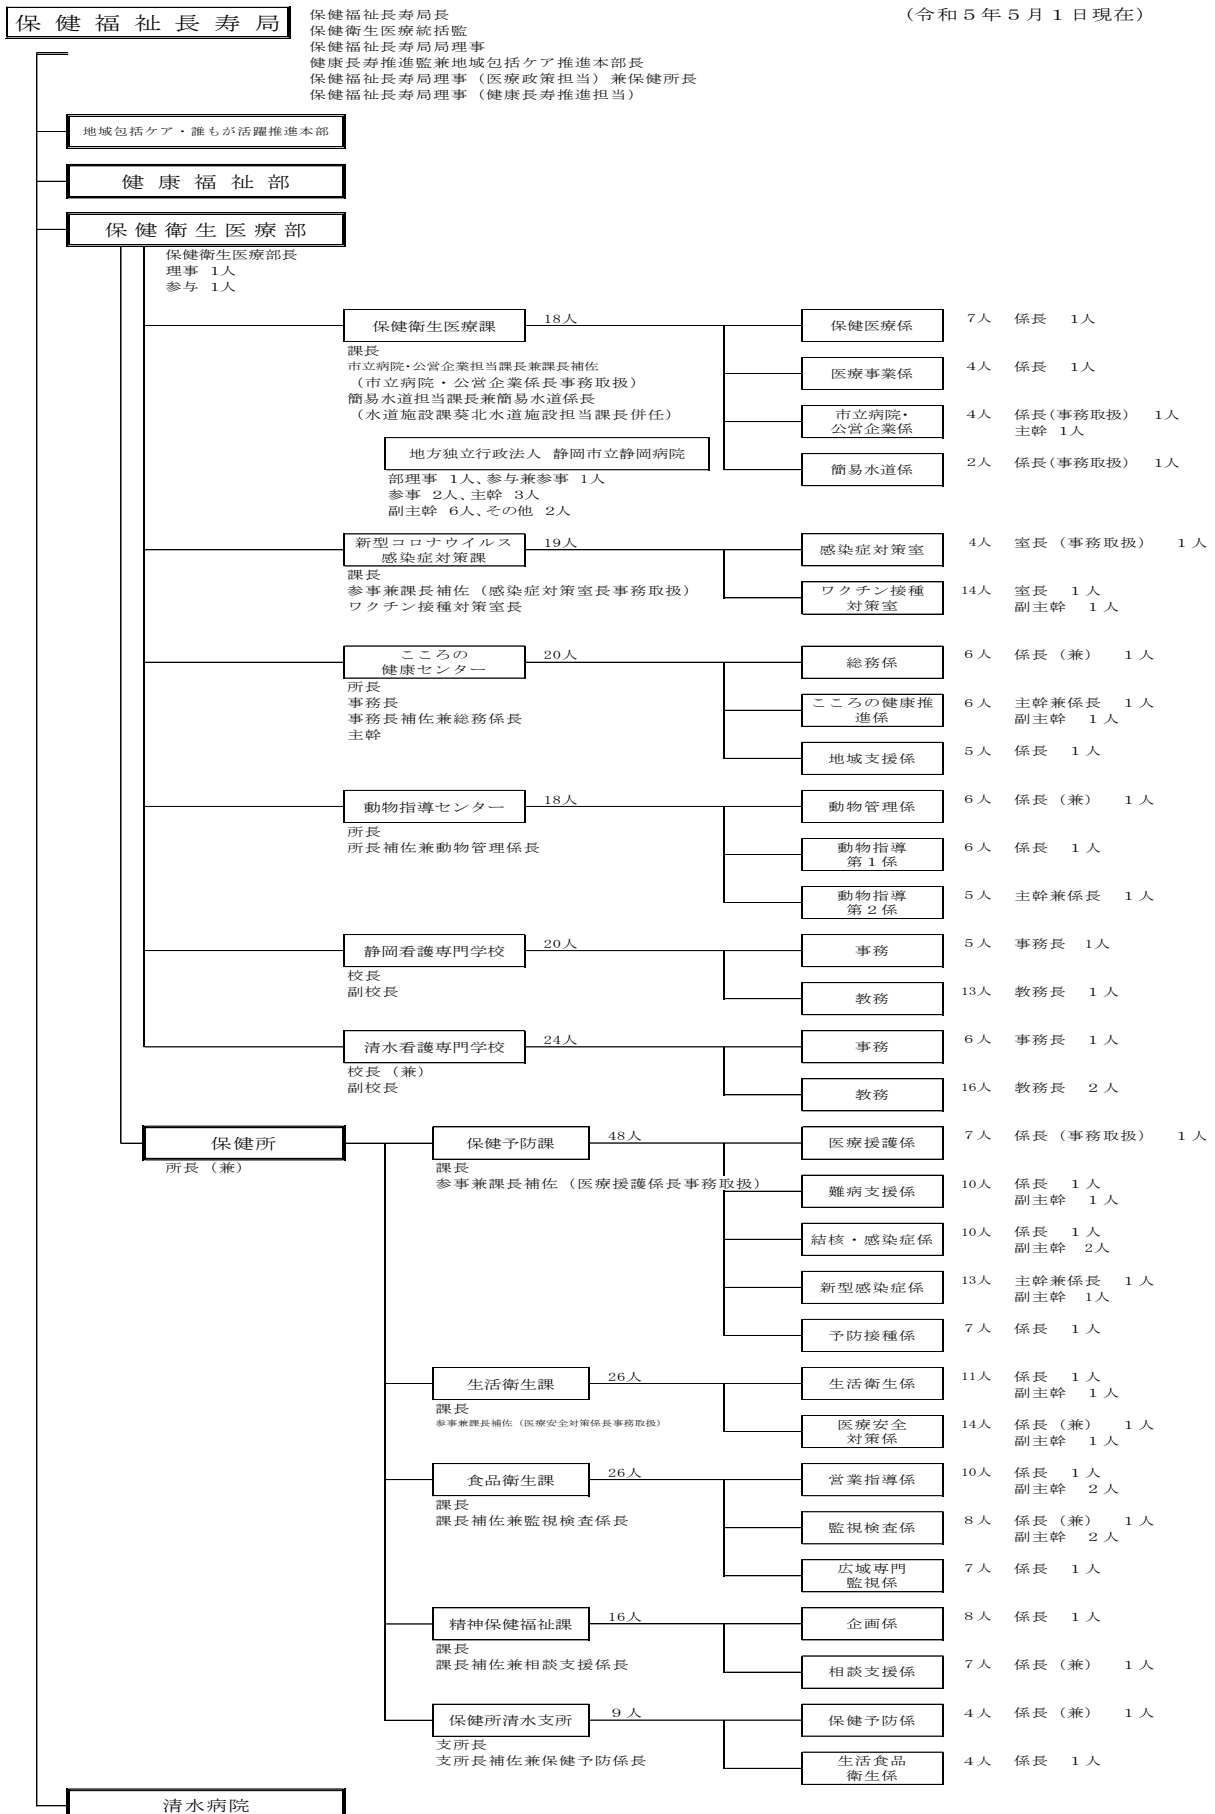 保健福祉長寿局
保健福祉長寿局長
保健衛生医療統括監
保健福祉長寿局局理事
健康長寿推進監兼地域包括ケア推進本部長
保健福祉長寿局理事（医療政策担当）兼保健所長
保健福祉長寿局理事（健康長寿推進担当）
（令和５年５月１日現在）
地域包括ケア・誰もが活躍推進本部
健康福祉部
保健衛生医療部
保健衛生医療部長
理事 1人
参与 1人
保健衛生医療課 18人
課長
市立病院・公営企業担当課長兼課長補佐
（市立病院・公営企業係長事務取扱）
簡易水道担当課長兼簡易水道係長
（水道施設課葵北水道施設担当課長併任）
地方独立行政法人 静岡市立静岡病院
部理事 1人、参与兼参事 1人
参事 2人、主幹 3人
副主幹 6人、その他 2人
保健医療係 7人 係長 1人
医療事業係 4人 係長 1人
市立病院・
公営企業係 4人 係長(事務取扱) 1人
主幹 1人
簡易水道係 2人 係長(事務取扱) 1人
新型コロナウイルス
感染症対策課 19人
課長
参事兼課長補佐（感染症対策室長事務取扱）
ワクチン接種対策室長
感染症対策室 4人 室長（事務取扱） 1人
ワクチン接種
対策室 14人 室長 1人
副主幹 1人
こころの
健康センター 20人
所長
事務長
事務長補佐兼総務係長
主幹
総務係 6人 係長（兼） 1人
こころの健康推
進係 6人 主幹兼係長 1人
副主幹 1人
地域支援係 5人 係長 1人
動物指導センター 18人
所長
所長補佐兼動物管理係長
動物管理係 6人 係長（兼） 1人
動物指導
第１係 6人 係長 1人
動物指導
第２係 5人 主幹兼係長 1人
静岡看護専門学校 20人
校長
副校長
事務 5人 事務長 1人
教務 13人 教務長 1人
清水看護専門学校 24人
校長（兼）
副校長
事務 6人 事務長 1人
教務 16人 教務長 2人
保健所
所長（兼）
保健予防課 48人
課長
参事兼課長補佐（医療援護係長事務取扱）
医療援護係 7人 係長（事務取扱） 1人
難病支援係 10人 係長 1人
副主幹 1人
結核・感染症係 10人 係長 1人
副主幹 2人
新型感染症係 13人 主幹兼係長 1人
副主幹 1人
予防接種係 7人 係長 1人
生活衛生課 26人
課長
参事兼課長補佐（医療安全対策係長事務取扱）
生活衛生係 11人 係長 1人
副主幹 1人
医療安全
対策係 14人 係長（兼） 1人
副主幹 1人
食品衛生課 26人
課長
課長補佐兼監視検査係長
営業指導係 10人 係長 1人
副主幹 2人
監視検査係 8人 係長（兼） 1人
副主幹 2人
広域専門
監視係 7人 係長 1人
精神保健福祉課 16人
課長
課長補佐兼相談支援係長
企画係 8人 係長 1人
相談支援係 7人 係長（兼） 1人
保健所清水支所 9人
支所長
支所長補佐兼保健予防係長
保健予防係 4人 係長（兼） 1人
生活食品
衛生係 4人 係長 1人
清水病院